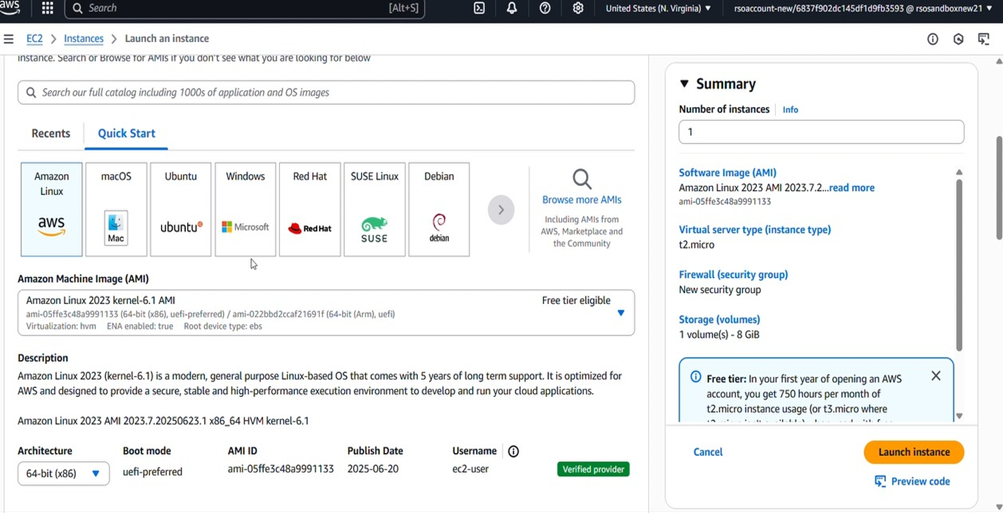 aws
Search
[Alt+S]
United States (N. Virginia)
rsoaccount-new/6837f902dc145df1d9fb3593 @ rsosandboxnew21
EC2 > Instances > Launch an instance
instance. Search or Browse for AMIs if you don't see what you are looking for below
Search our full catalog including 1000s of application and OS images
Recents
Quick Start
Amazon Linux
aws
macOS
Mac
Ubuntu
ubuntu
Windows
Microsoft
Red Hat
Red Hat
SUSE Linux
SUSE
Debian
debian
Browse more AMIs
Including AMIs from
AWS, Marketplace and
the Community
Amazon Machine Image (AMI)
Amazon Linux 2023 kernel-6.1 AMI
Free tier eligible
ami-05ffe3c48a9991133 (64-bit (x86), uefi-preferred) / ami-022bbd2ccaf21691f (64-bit (Arm), uefi)
Virtualization: hvm ENA enabled: true Root device type: ebs
Description
Amazon Linux 2023 (kernel-6.1) is a modern, general purpose Linux-based OS that comes with 5 years of long term support. It is optimized for
AWS and designed to provide a secure, stable and high-performance execution environment to develop and run your cloud applications.
Amazon Linux 2023 AMI 2023.7.20250623.1 x86_64 HVM kernel-6.1
Architecture Boot mode AMI ID Publish Date Username
64-bit (x86) uefi-preferred ami-05ffe3c48a9991133 2025-06-20 ec2-user Verified provider
Summary
Number of instances Info
1
Software Image (AMI)
Amazon Linux 2023 AMI 2023.7.2...read more
ami-05ffe3c48a9991133
Virtual server type (instance type)
t2.micro
Firewall (security group)
New security group
Storage (volumes)
1 volume(s) - 8 GiB
Free tier: In your first year of opening an AWS
account, you get 750 hours per month of
t2.micro instance usage (or t3.micro where
Cancel
Launch instance
Preview code